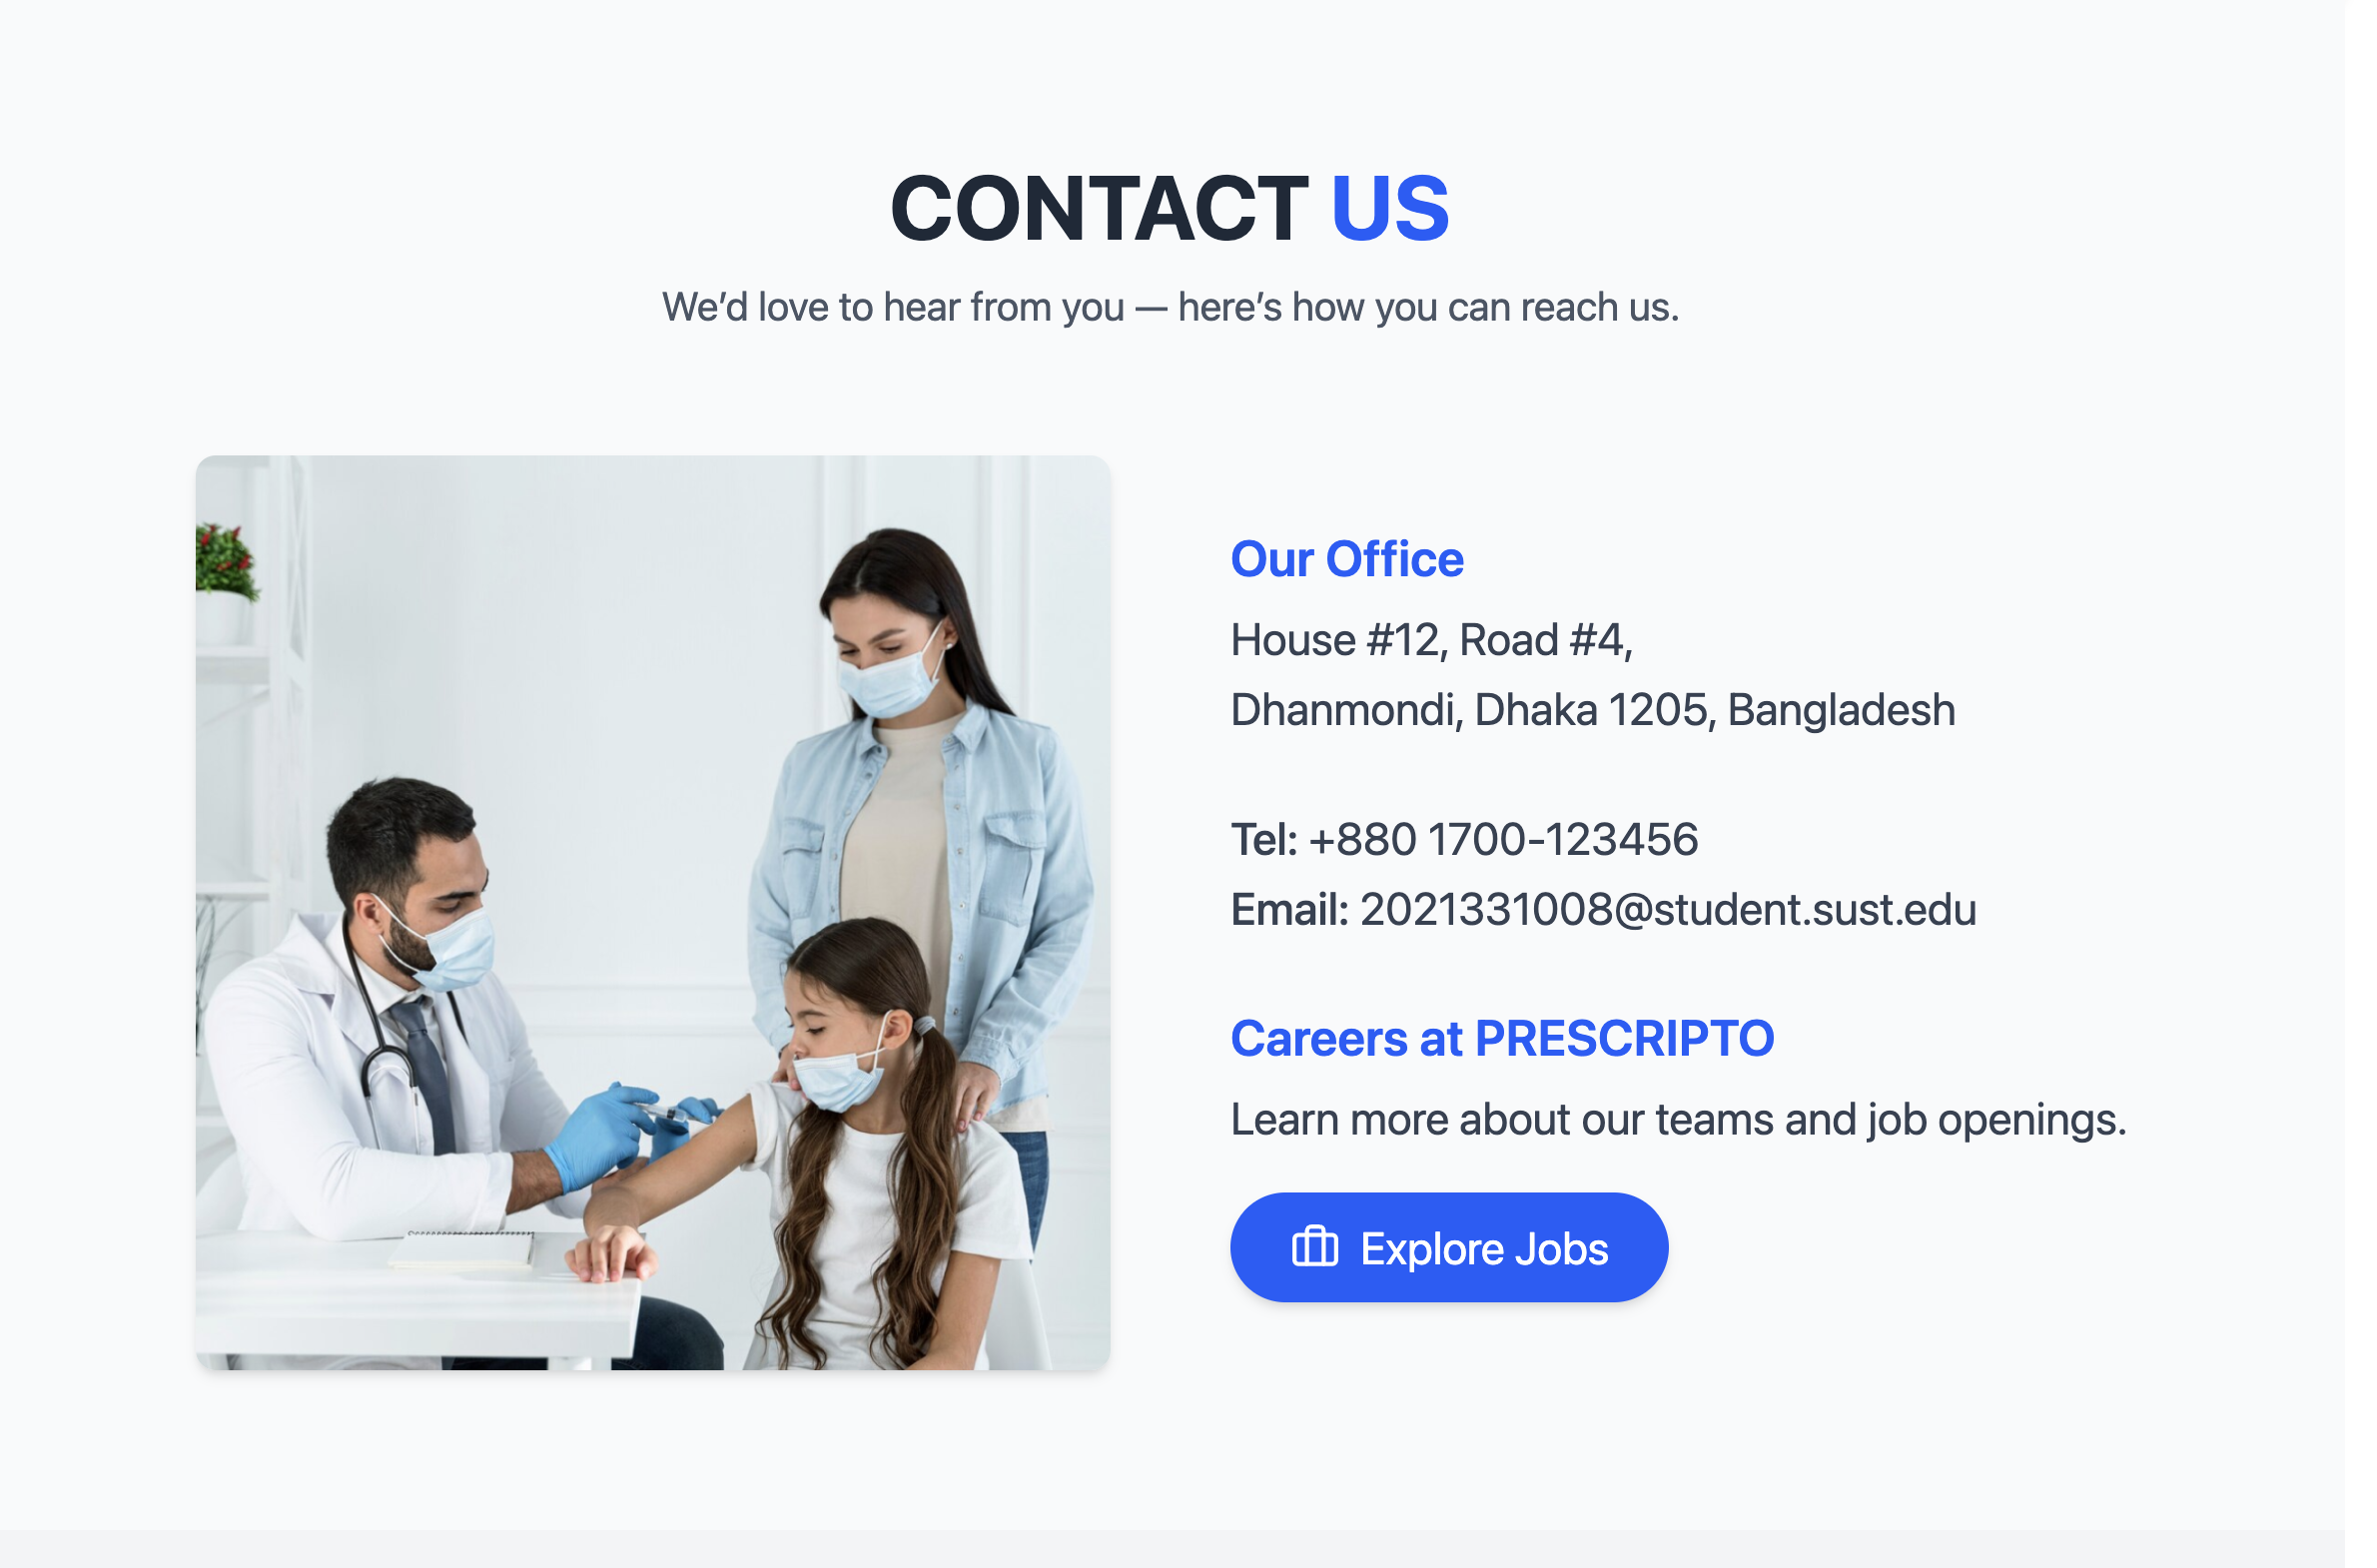 CONTACT US
We’d love to hear from you — here’s how you can reach us.
Our Office
House #12, Road #4,
Dhanmondi, Dhaka 1205, Bangladesh
Tel: +880 1700-123456
Email: 2021331008@student.sust.edu
Careers at PRESCRIPTO
Learn more about our teams and job openings.
Explore Jobs